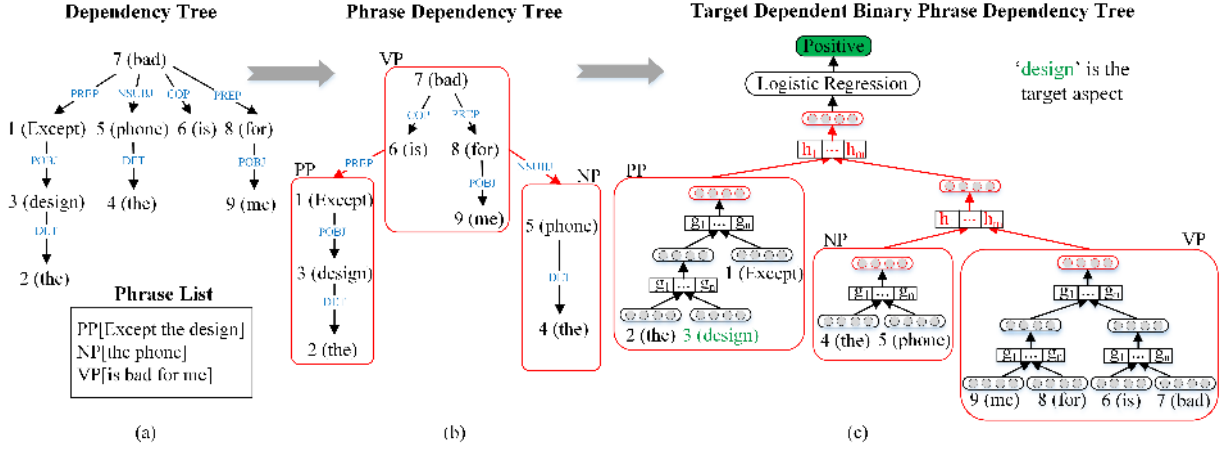 Dependency Tree
7 (bad)
PREP NSUBJ COP PREP
1 (Except) 5 (phone) 6 (is) 8 (for)
POBJ DET POBJ
3 (design) 4 (the) 9 (me)
DET
2 (the)
Phrase List
PP[Except the design]
NP[the phone]
VP[is bad for me]
(a)
Phrase Dependency Tree
VP
7 (bad)
COP PREP
6 (is) 8 (for)
PREP POBJ NSUBJ
9 (me)
PP
1 (Except)
POBJ
3 (design)
DET
2 (the)
NP
5 (phone)
DET
4 (the)
(b)
Target Dependent Binary Phrase Dependency Tree
Positive
Logistic Regression
'design' is the
target aspect
h1 ... hm
PP
g1 ... gn
1 (Except)
g1 ... gn
2 (the) 3 (design)
h ... hn
NP
g1 ... gn
4 (the) 5 (phone)
VP
g1 ... gn
g1 ... gn g1 ... gn
9 (me) 8 (for) 6 (is) 7 (bad)
(c)